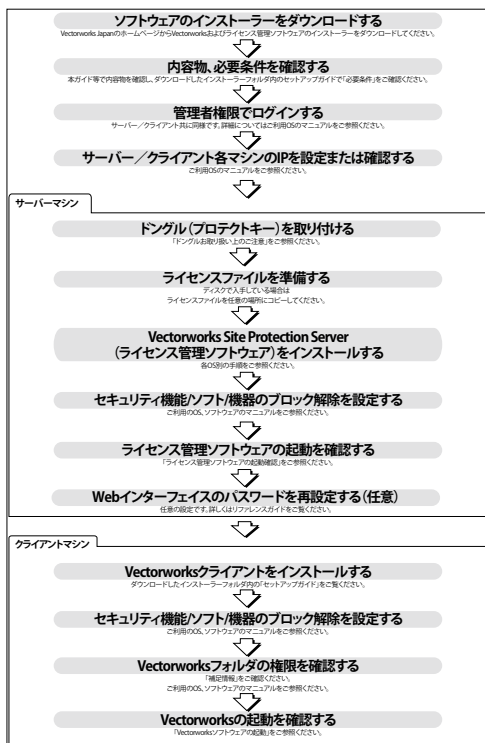 ソフトウェアのインストーラーをダウンロードする
Vectorworks JapanのホームページからVectorworksおよびライセンス管理ソフトウェアのインストーラーをダウンロードしてください。
内容物、必要条件を確認する
本ガイド等で内容物を確認し、ダウンロードしたインストーラーフォルダ内のセットアップガイドで「必要条件」をご確認ください。
管理者権限でログインする
サーバー／クライアント共に同様です。詳細についてはご利用OSのマニュアルをご参照ください。
サーバー／クライアント各マシンのIPを設定または確認する
ご利用OSのマニュアルをご参照ください。
サーバーマシン
ドングル（プロテクトキー）を取り付ける
「ドングルお取り扱い上のご注意」をご参照ください。
ライセンスファイルを準備する
ディスクで入手している場合は
ライセンスファイルを任意の場所にコピーしてください。
Vectorworks Site Protection Server
（ライセンス管理ソフトウェア）をインストールする
各OS別の手順をご参照ください。
セキュリティ機能/ソフト/機器のブロック解除を設定する
ご利用のOS、ソフトウェアのマニュアルをご参照ください。
ライセンス管理ソフトウェアの起動を確認する
「ライセンス管理ソフトウェアの起動確認」をご参照ください。
Webインターフェイスのパスワードを再設定する（任意）
任意の設定です。詳しくはリファレンスガイドをご覧ください。
クライアントマシン
Vectorworksクライアントをインストールする
ダウンロードしたインストーラーフォルダ内の「セットアップガイド」をご覧ください。
セキュリティ機能/ソフト/機器のブロック解除を設定する
ご利用のOS、ソフトウェアのマニュアルをご参照ください。
Vectorworksフォルダの権限を確認する
「補足情報」をご確認ください。
ご利用のOS、ソフトウェアのマニュアルをご参照ください。
Vectorworksの起動を確認する
「Vectorworksソフトウェアの起動」をご参照ください。